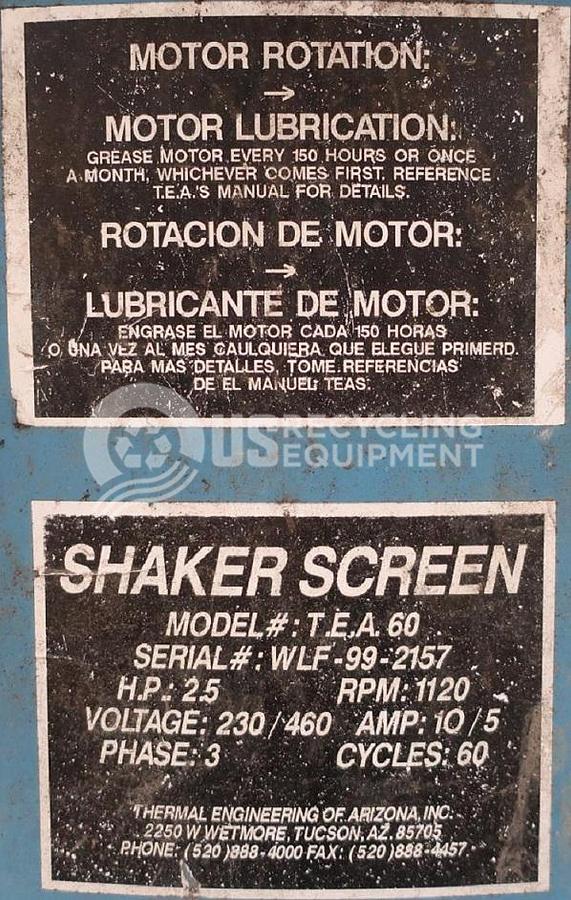 MOTOR ROTATION:
→
MOTOR LUBRICATION:
GREASE MOTOR EVERY 150 HOURS OR ONCE
A MONTH, WHICHEVER COMES FIRST. REFERENCE
T.E.A.'S MANUAL FOR DETAILS.
ROTACION DE MOTOR:
→
LUBRICANTE DE MOTOR:
ENGRASE EL MOTOR CADA 150 HORAS
O UNA VEZ AL MES CAULQUIERA QUE ELEGUE PRIMERD.
PARA MAS DETALLES, TOME REFERENCIAS
DE EL MANUEL TEAS.
US RECYCLING
EQUIPMENT
SHAKER SCREEN
MODEL#: T.E.A. 60
SERIAL#: WLF-99-2157
H.P.: 2.5 RPM: 1120
VOLTAGE: 230/460 AMP: 10/5
PHASE: 3 CYCLES: 60
THERMAL ENGINEERING OF ARIZONA, INC.
2250 W WETMORE, TUCSON, AZ. 85705
PHONE: (520)888-4000 FAX: (520)888-4457